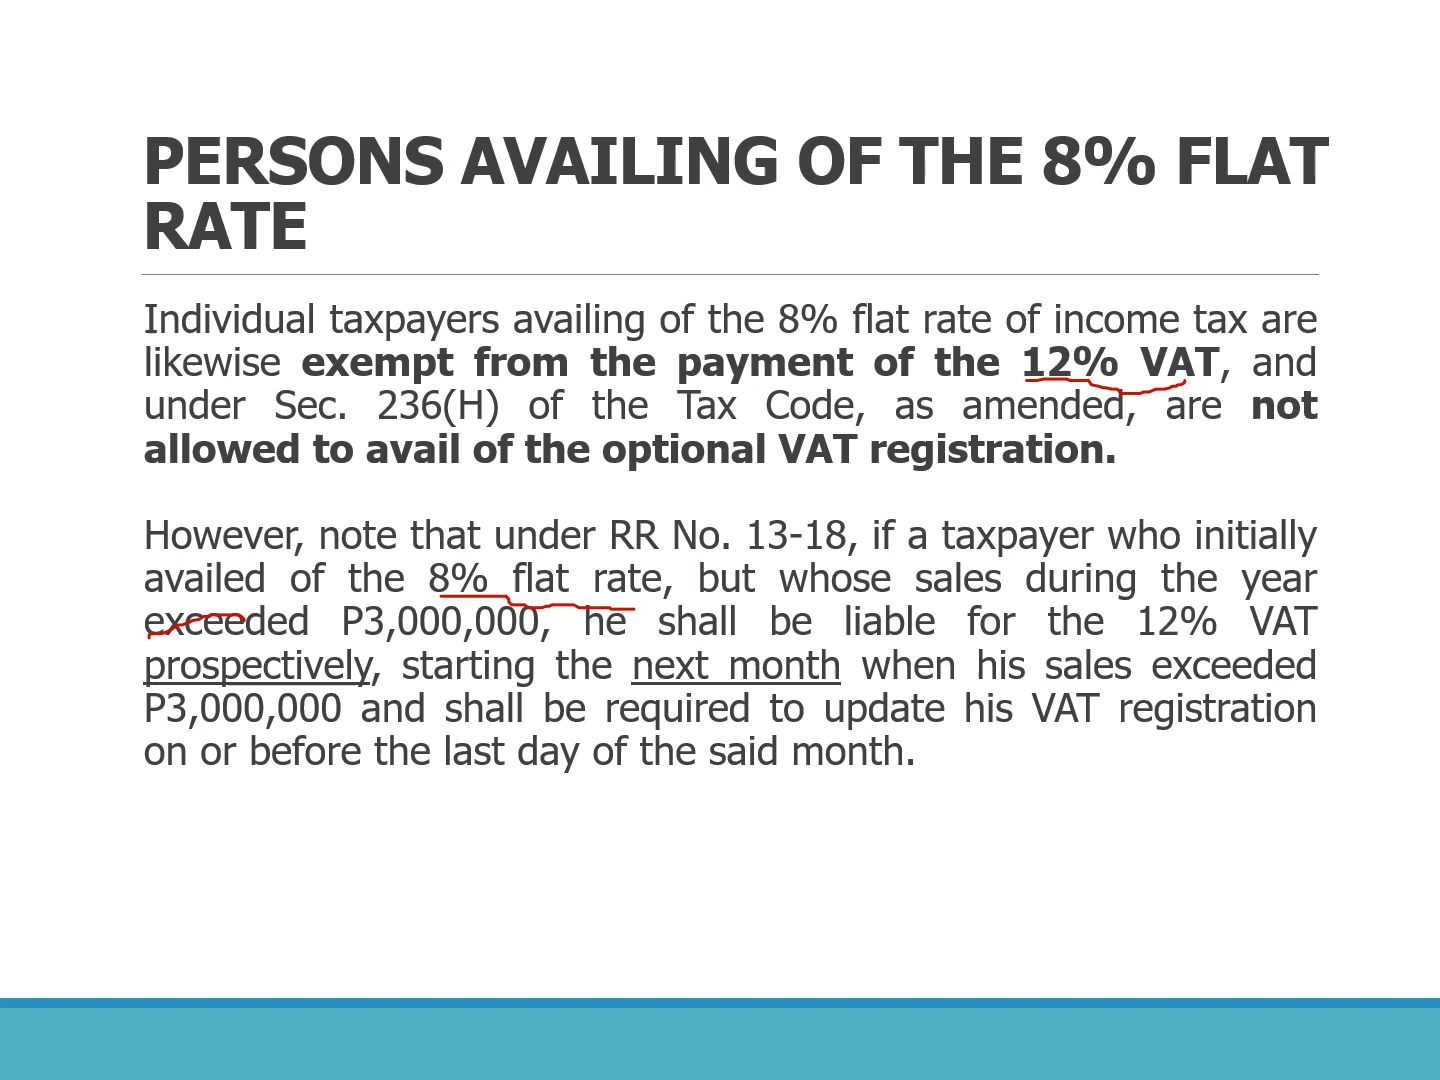 PERSONS AVAILING OF THE 8% FLAT
RATE
Individual taxpayers availing of the 8% flat rate of income tax are
likewise exempt from the payment of the 12% VAT, and
under Sec. 236(H) of the Tax Code, as amended, are not
allowed to avail of the optional VAT registration.
However, note that under RR No. 13-18, if a taxpayer who initially
availed of the 8% flat rate, but whose sales during the year
exceeded P3,000,000, he shall be liable for the 12% VAT
prospectively, starting the next month when his sales exceeded
P3,000,000 and shall be required to update his VAT registration
on or before the last day of the said month.